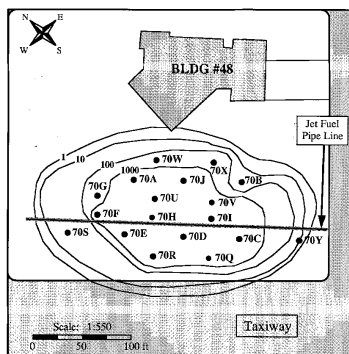 N E
W S
BLDG #48
Jet Fuel
Pipe Line
1 10 100 1000
70W
70X
70A 70J 70B
70G
70U 70V
70F 70H 70I
70S 70E 70D 70C 70Y
70R 70Q
Taxiway
Scale: 1:550
0 50 100 ft